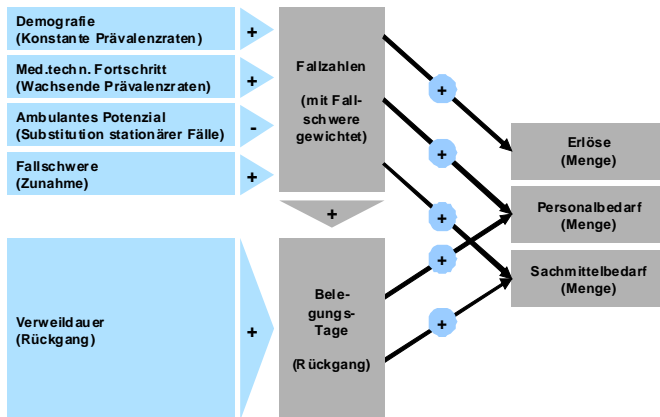 Demografie
(Konstante Prävalenzraten)
+
Med.techn. Fortschritt
(Wachsende Prävalenzraten)
+
Ambulantes Potenzial
(Substitution stationärer Fälle)
-
Fallschwere
(Zunahme)
+
Fallzahlen
(mit Fall-
schwere
gewichtet)
+
Verweildauer
(Rückgang)
+
Bele-
gungs-
Tage
(Rückgang)
+
+
+
+
+
Erlöse
(Menge)
Personalbedarf
(Menge)
Sachmittelbedarf
(Menge)